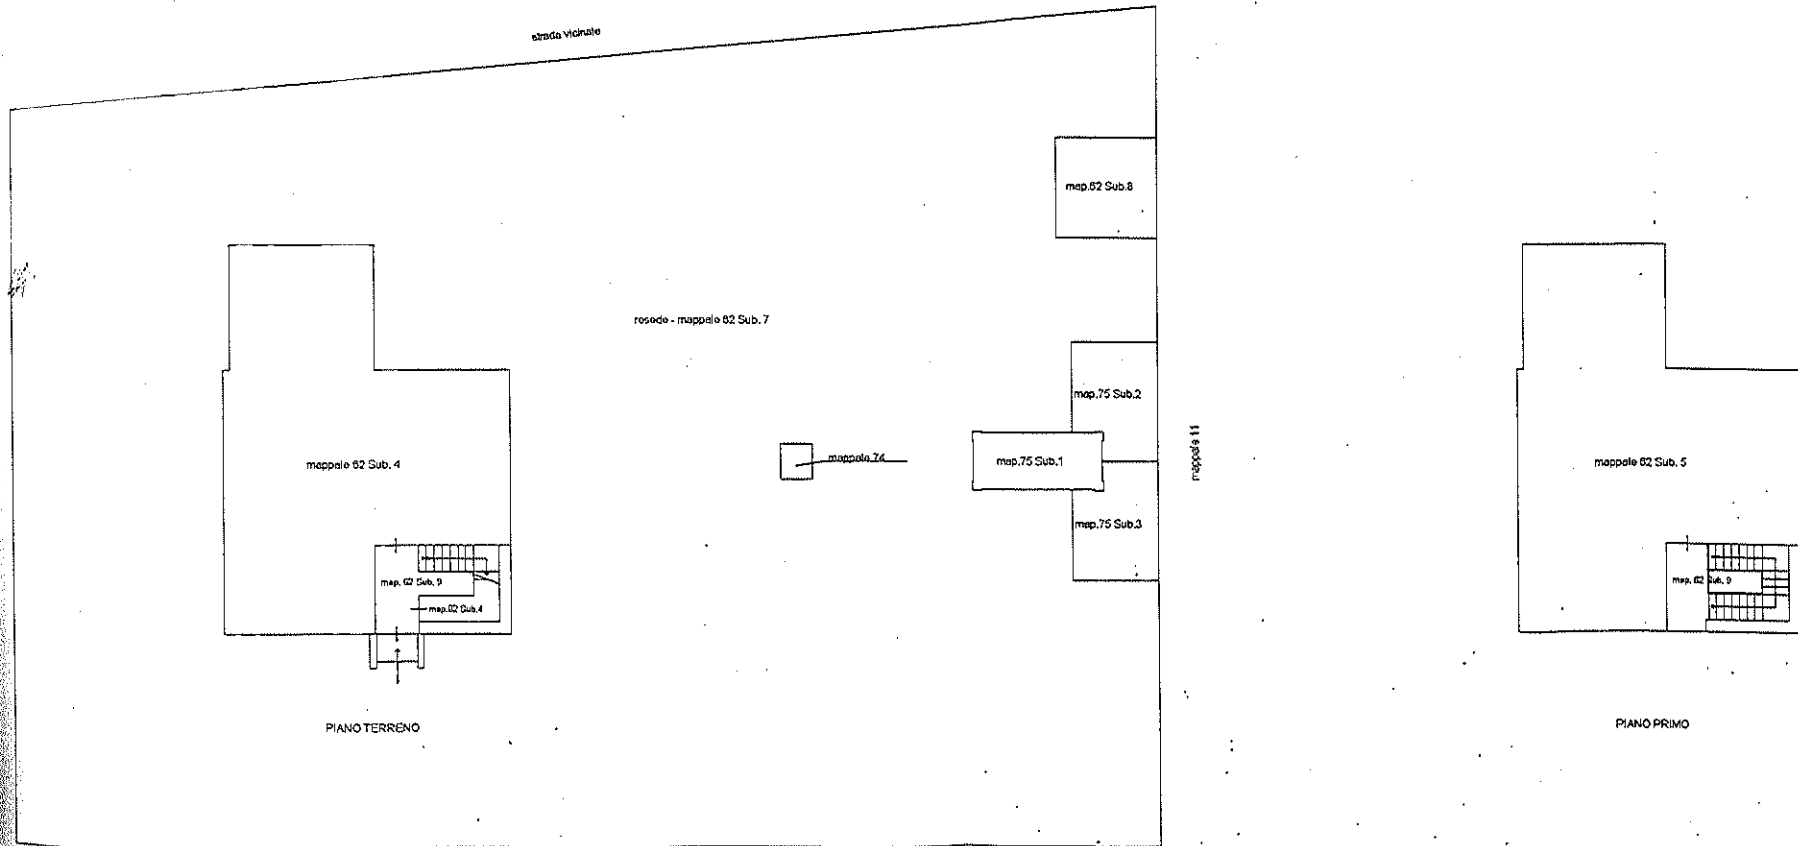 strada vicinale
map.62 Sub.8
resede - mappale 62 Sub. 7
map.75 Sub.2
mappale 62 Sub. 4
mappale 74
map.75 Sub.1
mappale 11
mappale 62 Sub. 5
map.75 Sub.3
map. 62 Sub. 9
map.62 Sub.4
map. 62 Sub. 9
PIANO TERRENO
PIANO PRIMO